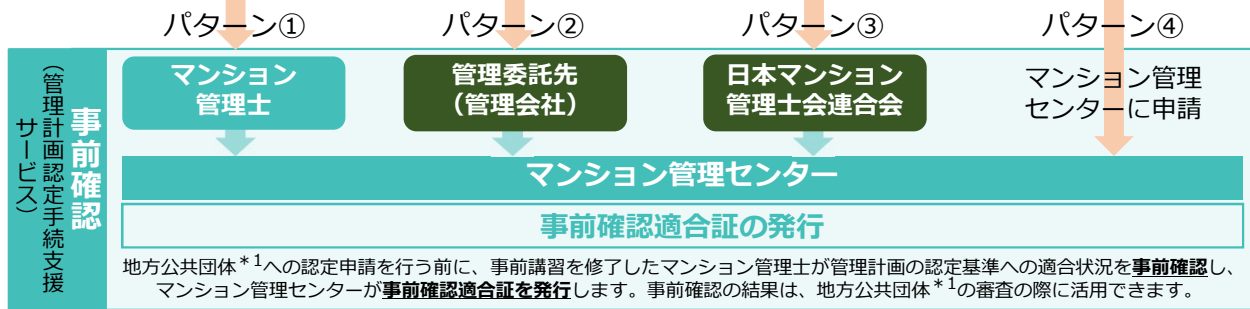 パターン①
パターン②
パターン③
パターン④
事前確認
（管理計画認定手続支援
サービス）
マンション
管理士
管理委託先
（管理会社）
日本マンション
管理士会連合会
マンション管理
センターに申請
マンション管理センター
事前確認適合証の発行
地方公共団体＊1への認定申請を行う前に、事前講習を修了したマンション管理士が管理計画の認定基準への適合状況を事前確認し、
マンション管理センターが事前確認適合証を発行します。事前確認の結果は、地方公共団体＊1の審査の際に活用できます。